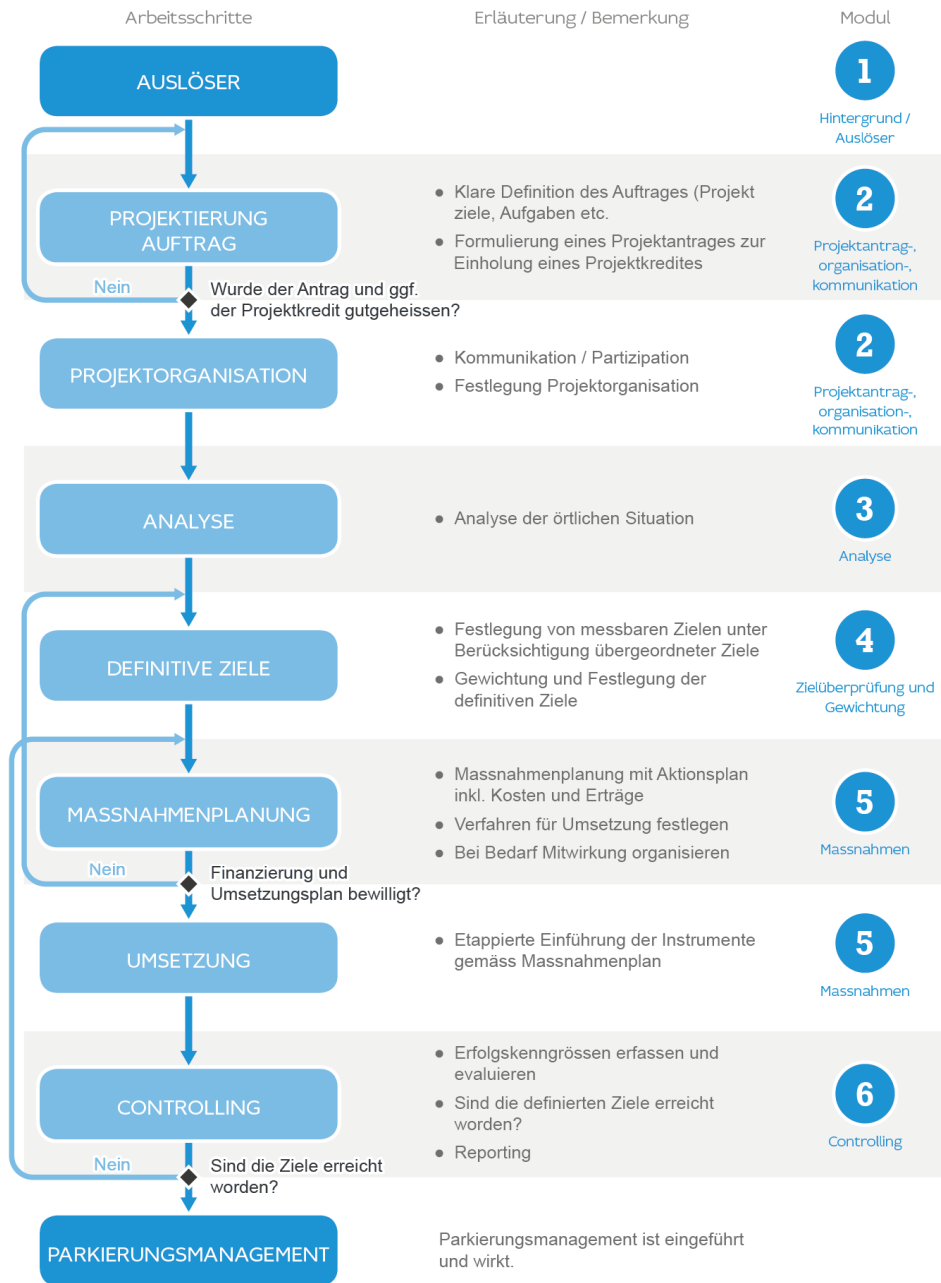 Arbeitsschritte
Erläuterung / Bemerkung
Modul
AUSLÖSER
1
Hintergrund /
Auslöser
PROJEKTIERUNG
AUFTRAG
● Klare Definition des Auftrages (Projekt
ziele, Aufgaben etc.
● Formulierung eines Projektantrages zur
Einholung eines Projektkredites
2
Projektantrag-,
organisation-,
kommunikation
Nein
Wurde der Antrag und ggf.
der Projektkredit gutgeheissen?
PROJEKTORGANISATION
● Kommunikation / Partizipation
● Festlegung Projektorganisation
2
Projektantrag-,
organisation-,
kommunikation
ANALYSE
● Analyse der örtlichen Situation
3
Analyse
DEFINITIVE ZIELE
● Festlegung von messbaren Zielen unter
Berücksichtigung übergeordneter Ziele
● Gewichtung und Festlegung der
definitiven Ziele
4
Zielüberprüfung und
Gewichtung
MASSNAHMENPLANUNG
● Massnahmenplanung mit Aktionsplan
inkl. Kosten und Erträge
● Verfahren für Umsetzung festlegen
● Bei Bedarf Mitwirkung organisieren
5
Massnahmen
Nein
Finanzierung und
Umsetzungsplan bewilligt?
UMSETZUNG
● Etappierte Einführung der Instrumente
gemäss Massnahmenplan
5
Massnahmen
CONTROLLING
● Erfolgskenngrössen erfassen und
evaluieren
● Sind die definierten Ziele erreicht
worden?
● Reporting
6
Controlling
Nein
Sind die Ziele erreicht
worden?
PARKIERUNGSMANAGEMENT
Parkierungsmanagement ist eingeführt
und wirkt.